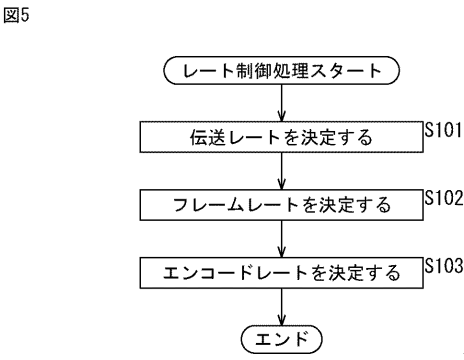 図5
レート制御処理スタート
伝送レートを決定する
S101
フレームレートを決定する
S102
エンコードレートを決定する
S103
エンド